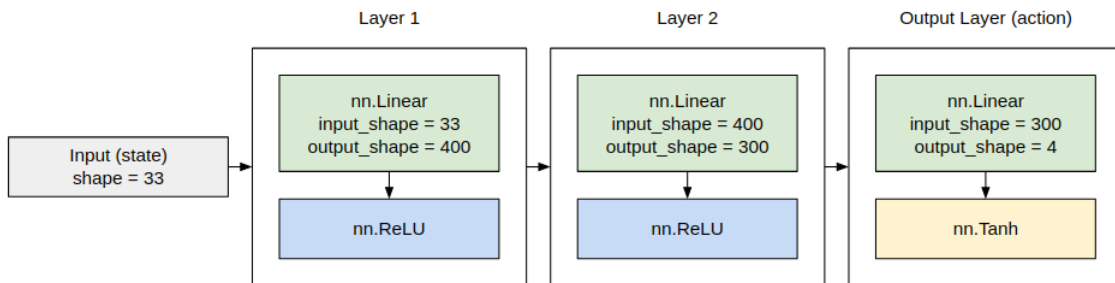 Layer 1
Layer 2
Output Layer (action)
Input (state)
shape = 33
nn.Linear
input_shape = 33
output_shape = 400
nn.ReLU
nn.Linear
input_shape = 400
output_shape = 300
nn.ReLU
nn.Linear
input_shape = 300
output_shape = 4
nn.Tanh